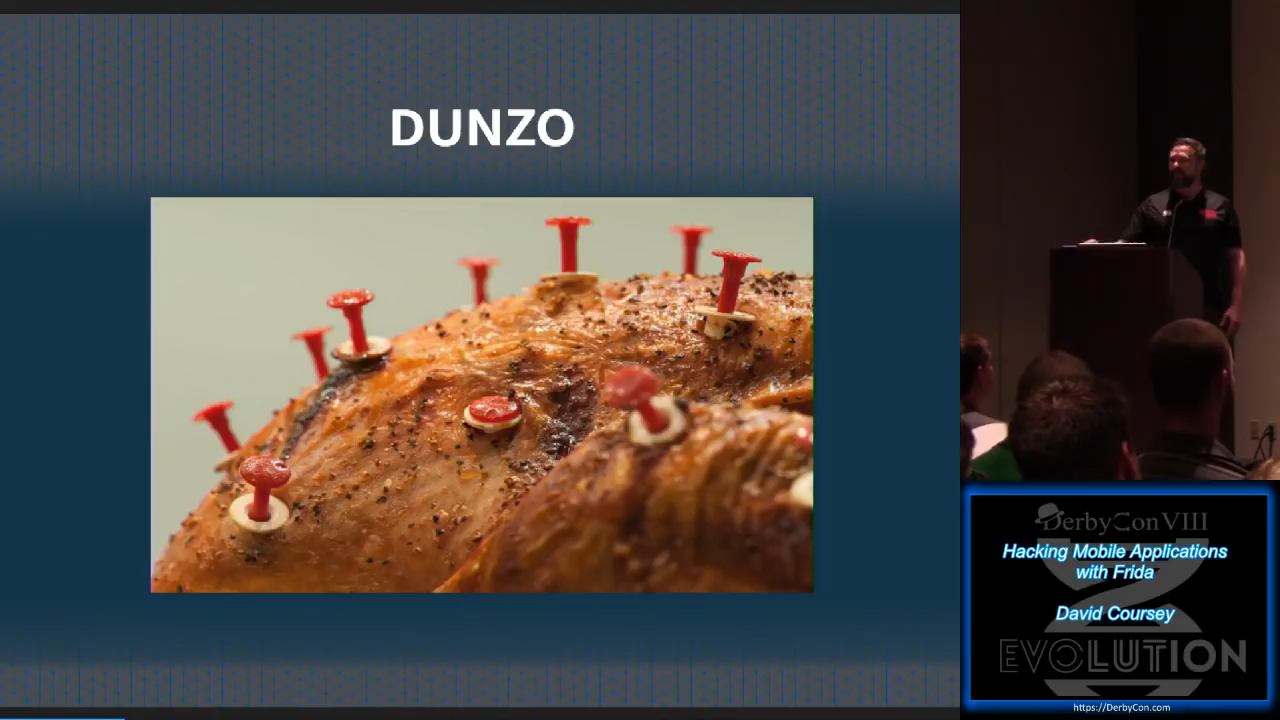 DUNZO
DerbyCon VIII
Hacking Mobile Applications
with Frida
David Coursey
EVOLUTION
https://DerbyCon.com